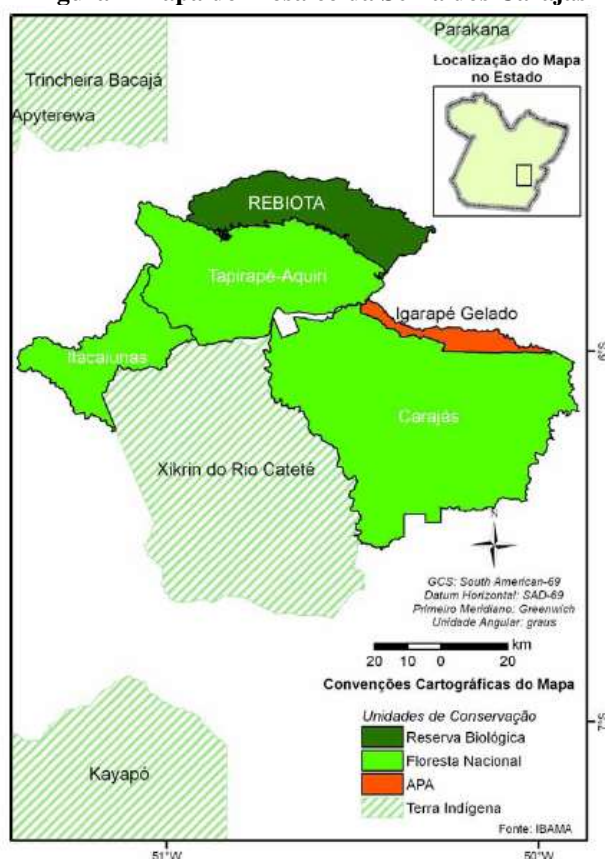 Parakana
Trincheira Bacajá
Apyterewa
Localização do Mapa
no Estado
REBIOTA
Tapirapé-Aquiri
Igarapé Gelado
Itacaiunas
6°S
Carajás
Xikrin do Rio Cateté
N
GCS: South American-69
Datum Horizontal: SAD-69
Primeiro Meridiano: Greenwich
Unidade Angular: graus
km
20 10 0 20
Convenções Cartográficas do Mapa
Unidades de Conservação
7°S
Reserva Biológica
Floresta Nacional
Kayapó
APA
Terra Indígena
Fonte: IBAMA
51°W
50°W